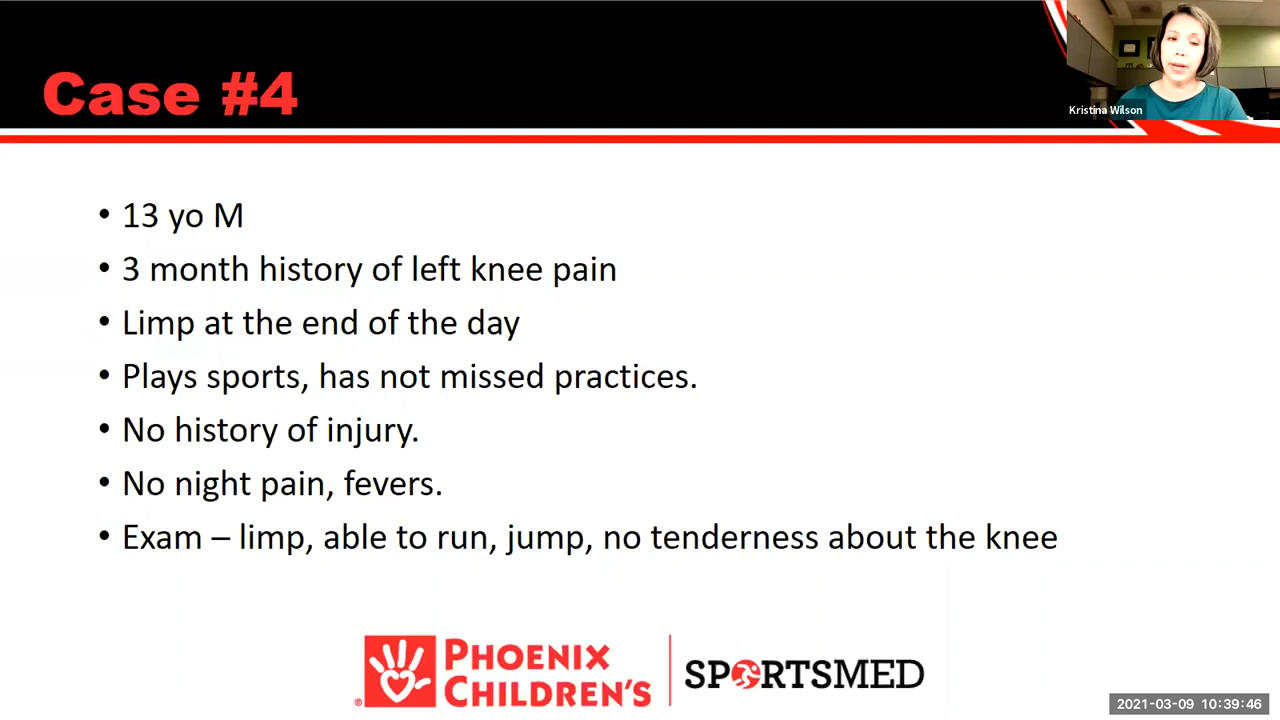 Case #4
Kristina Wilson
• 13 yo M
• 3 month history of left knee pain
• Limp at the end of the day
• Plays sports, has not missed practices.
• No history of injury.
• No night pain, fevers.
• Exam – limp, able to run, jump, no tenderness about the knee
® PHOENIX CHILDREN'S
SPORTSMED
2021-03-09 10:39:46